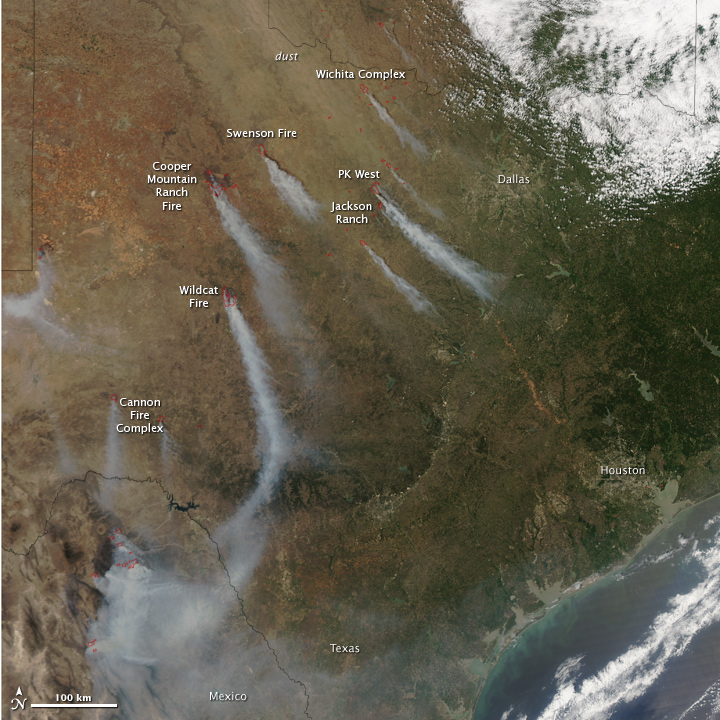 dust
Wichita Complex
Swenson Fire
Cooper
Mountain
Ranch
Fire
PK West
Dallas
Jackson
Ranch
Wildcat
Fire
Cannon
Fire
Complex
Houston
Texas
Mexico
N
100 km